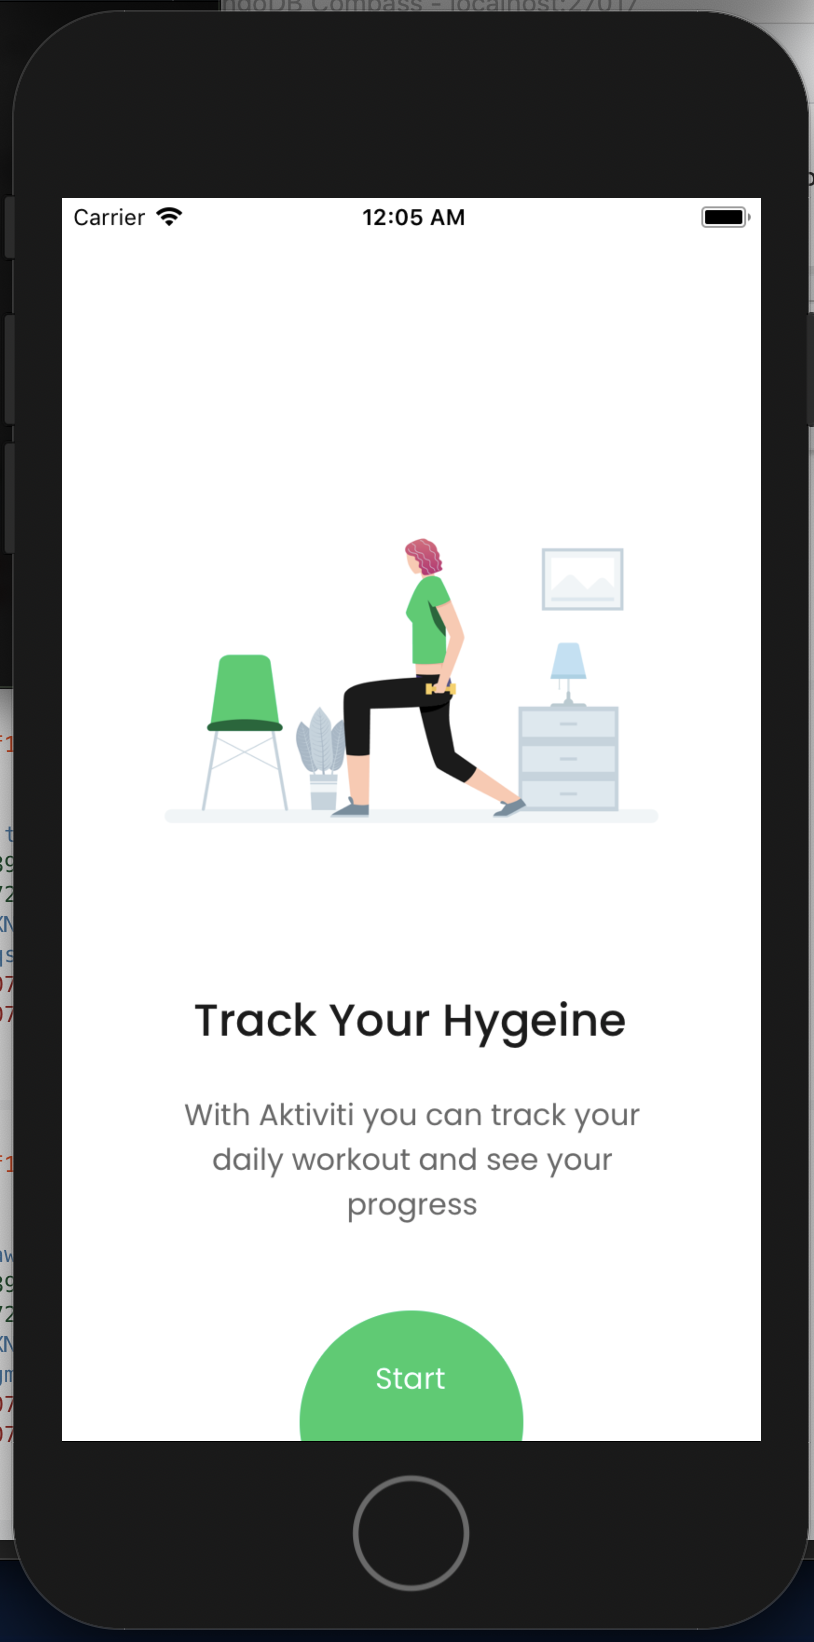 Compass - localhost:27017
Carrier
12:05 AM
Track Your Hygeine
With Aktiviti you can track your
daily workout and see your
progress
Start